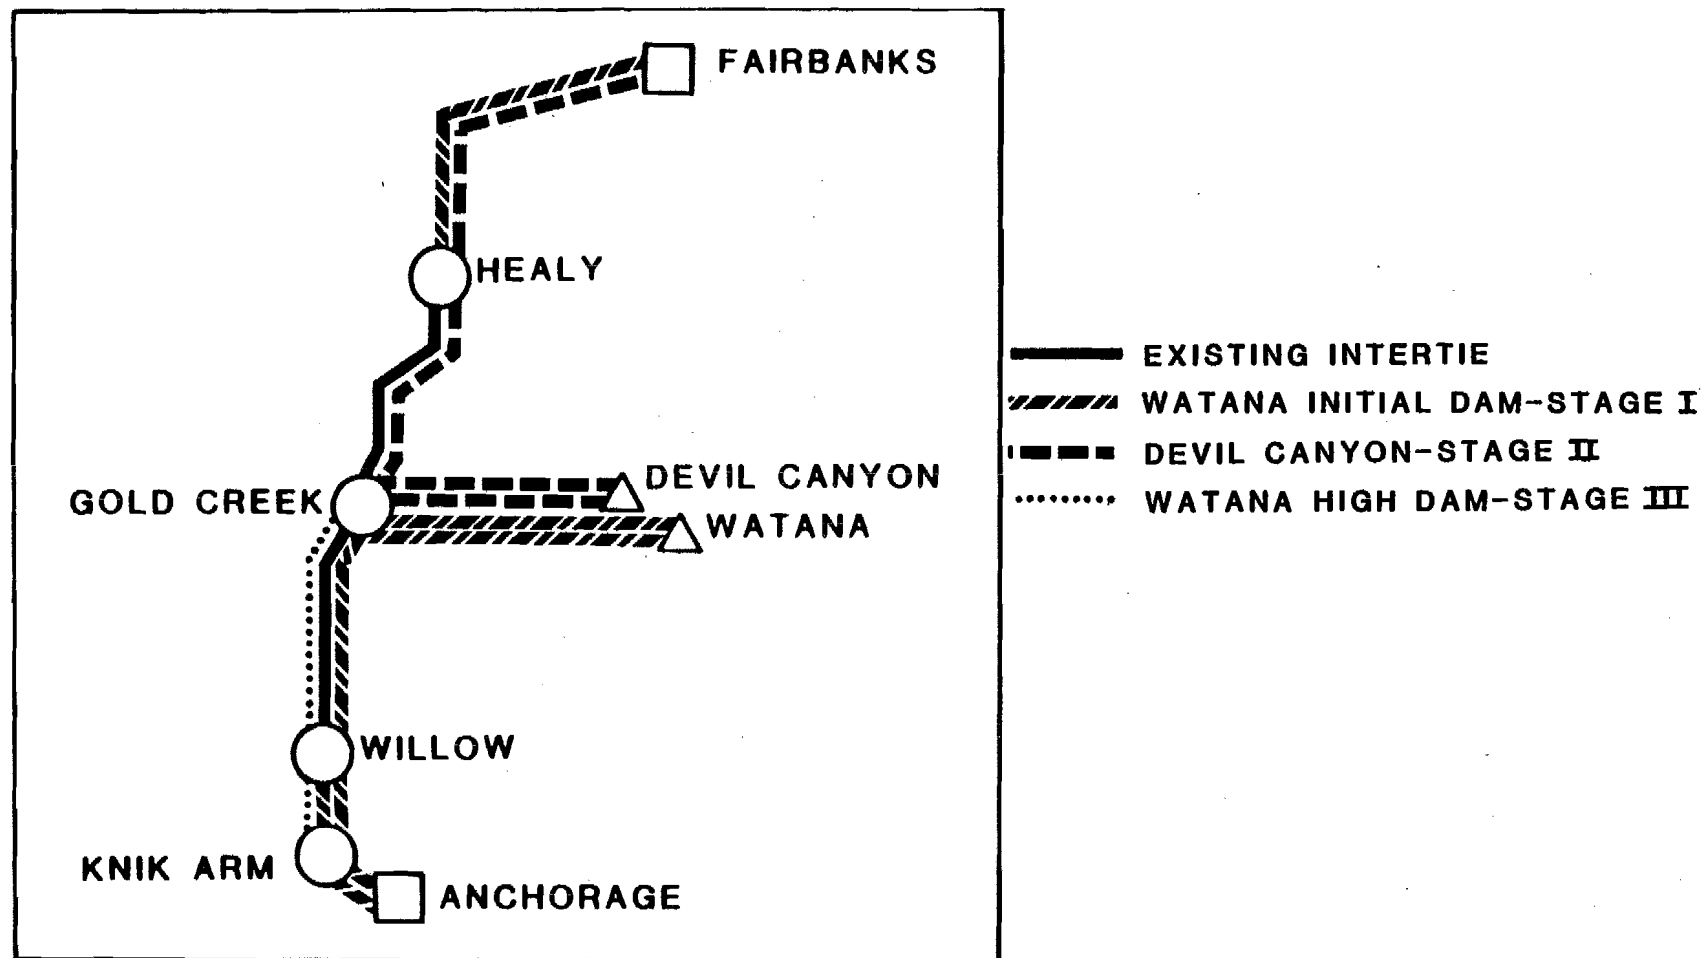 FAIRBANKS
HEALY
DEVIL CANYON
GOLD CREEK
WATANA
WILLOW
KNIK ARM
ANCHORAGE
EXISTING INTERTIE
WATANA INITIAL DAM-STAGE I
DEVIL CANYON-STAGE II
WATANA HIGH DAM-STAGE III